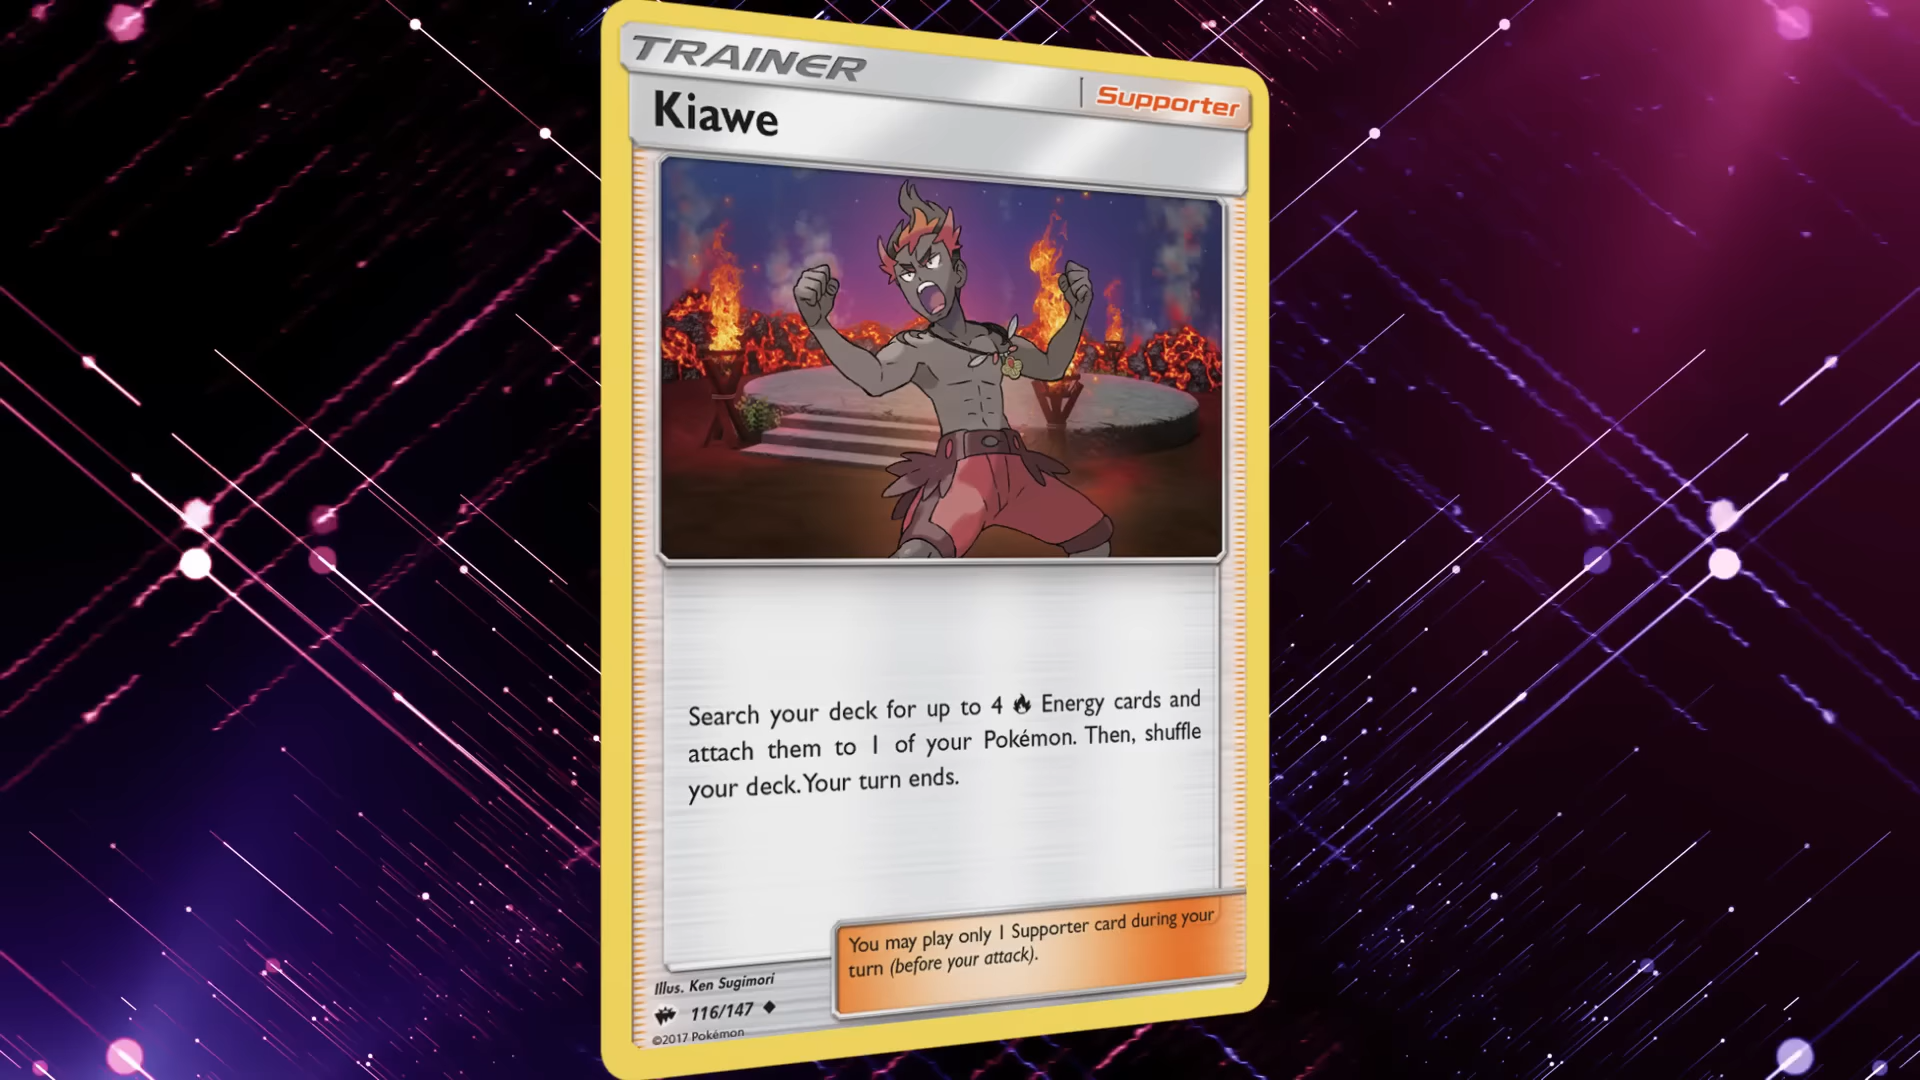 TRAINER
Supporter
Kiawe
Search your deck for up to 4 Energy cards and
attach them to 1 of your Pokémon. Then, shuffle
your deck. Your turn ends.
You may play only 1 Supporter card during your
turn (before your attack).
Illus. Ken Sugimori
116/147
©2017 Pokémon